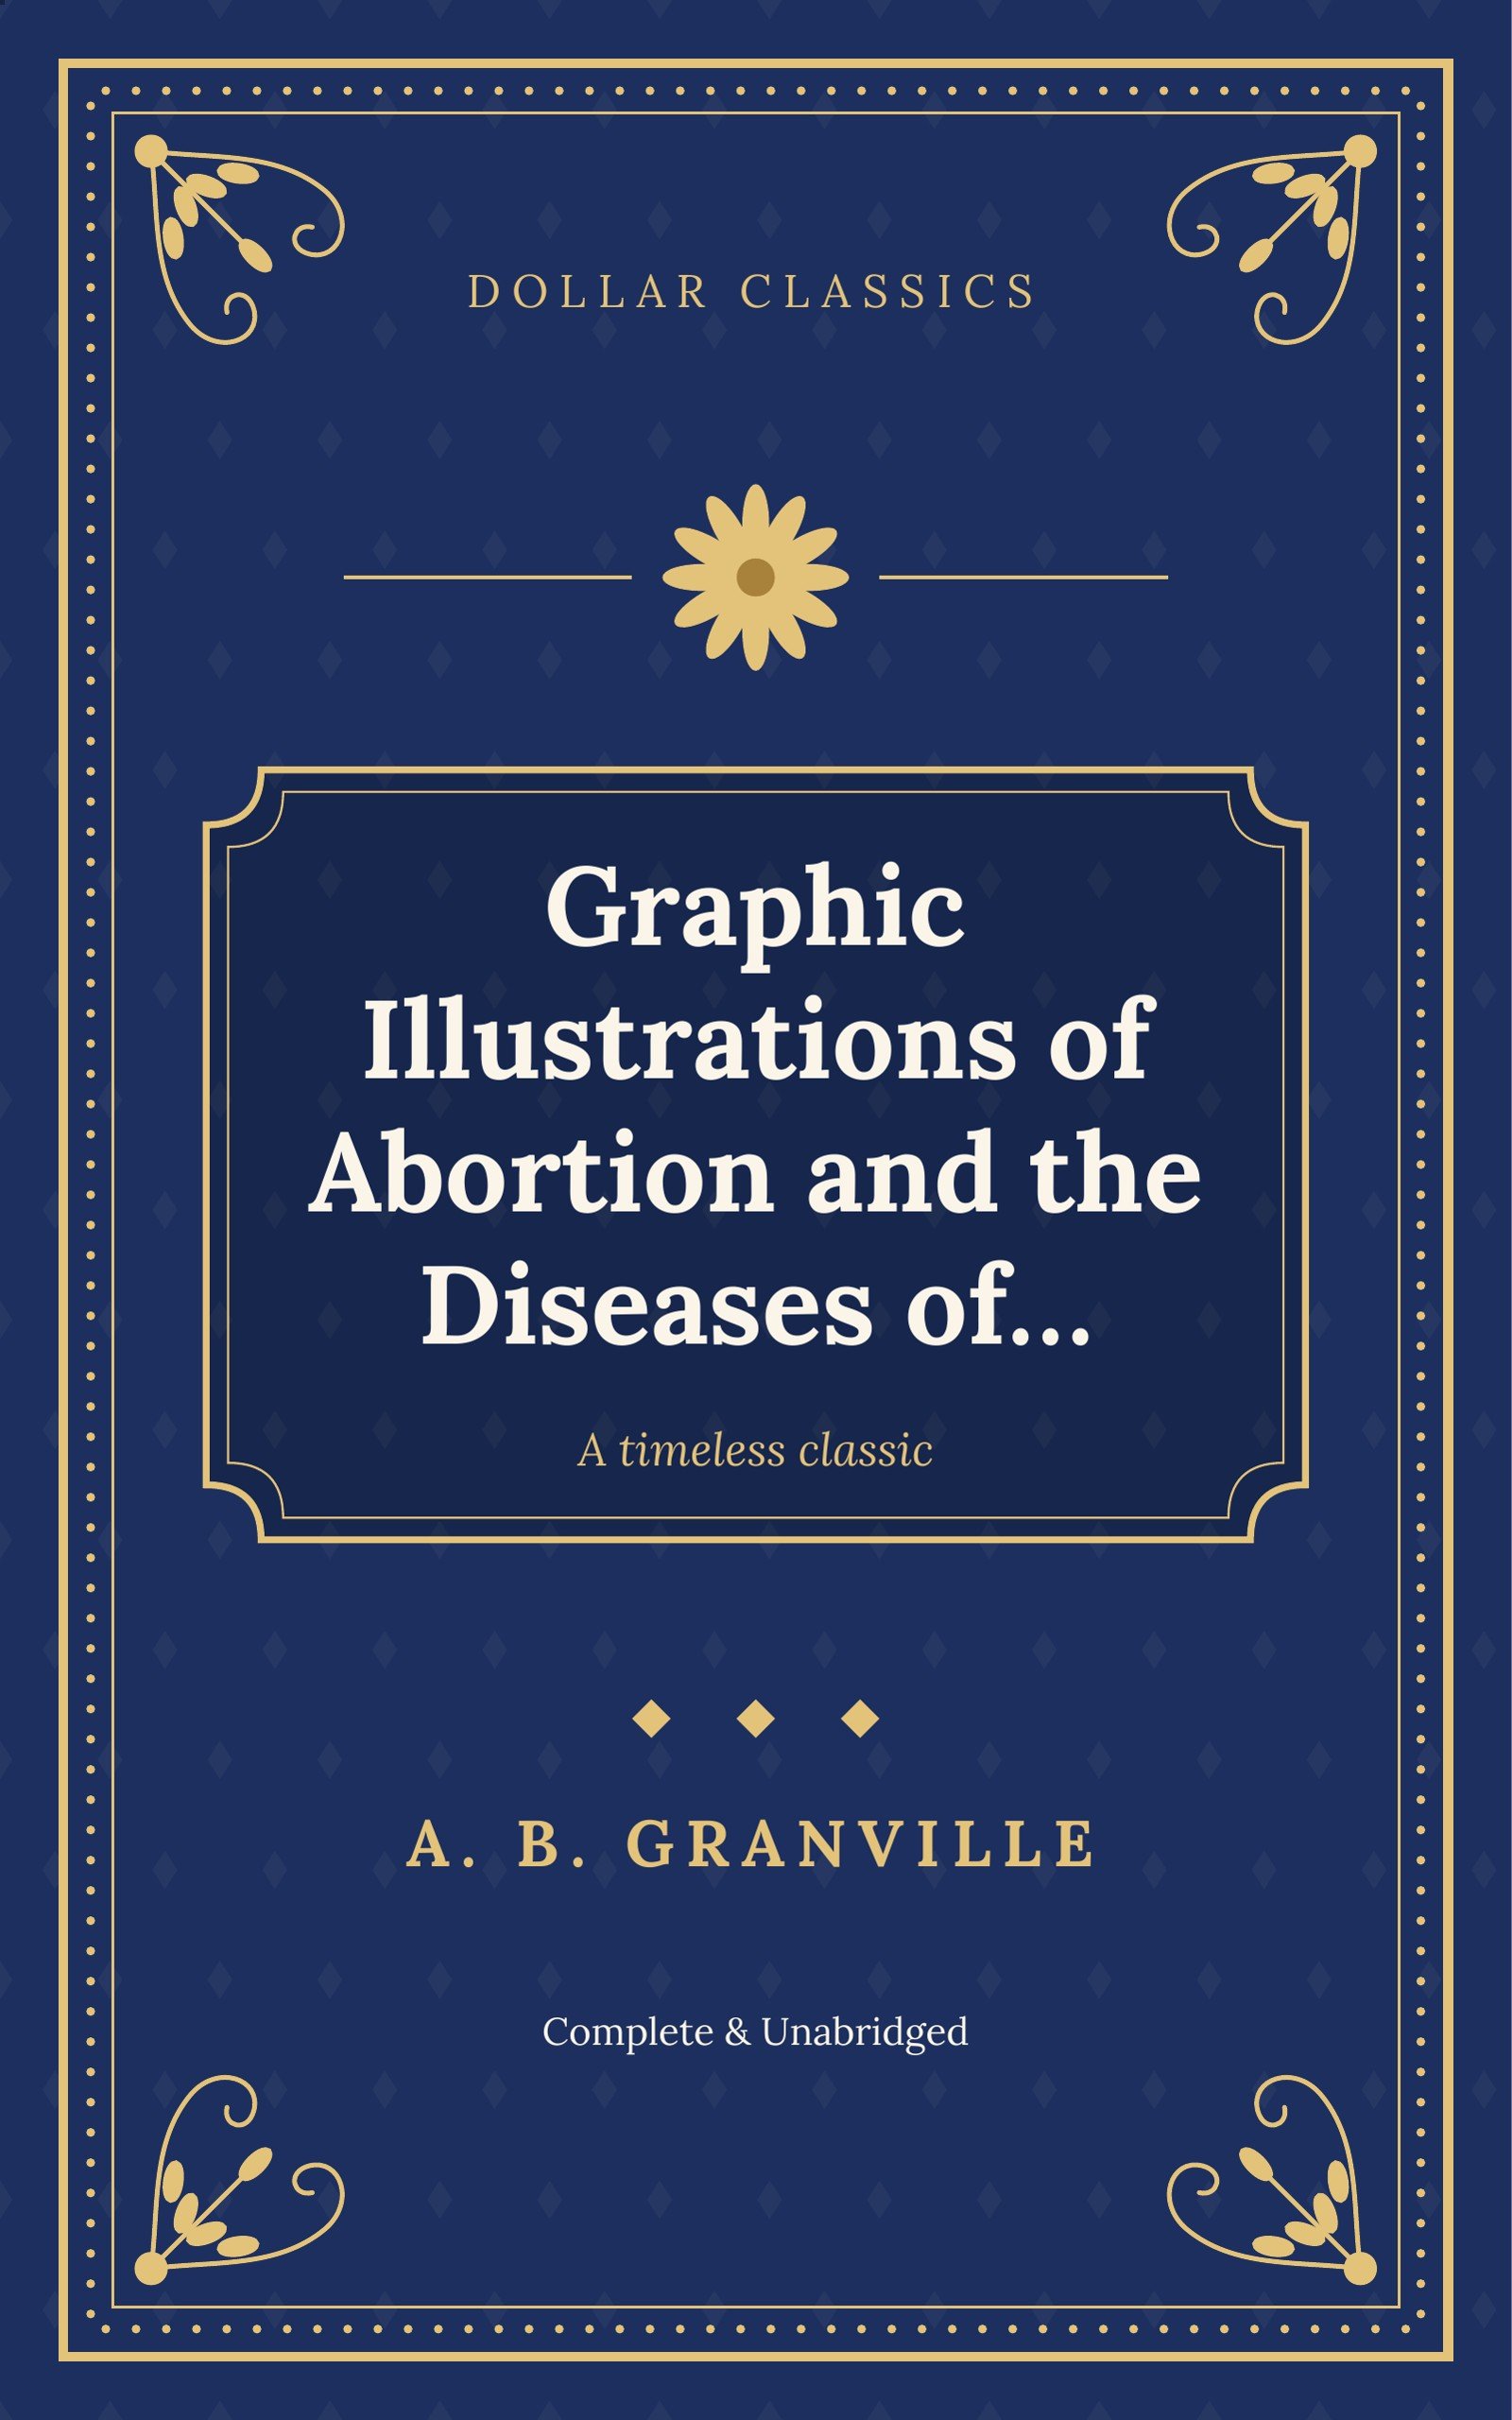 DOLLAR CLASSICS
Graphic
Illustrations of
Abortion and the
Diseases of...
A timeless classic
A. B. GRANVILLE
Complete & Unabridged